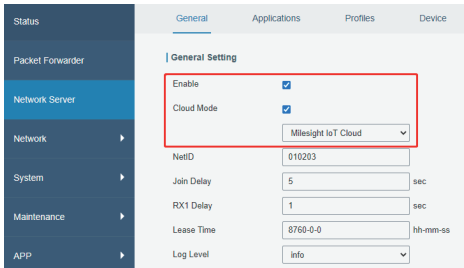 Status
General Applications Profiles Device
Packet Forwarder
General Setting
Enable
Network Server
Cloud Mode
Milesight IoT Cloud
Network
NetID 010203
System
Join Delay 5 sec
RX1 Delay 1 sec
Maintenance
Lease Time 8760-0-0 hh-mm-ss
APP
Log Level info